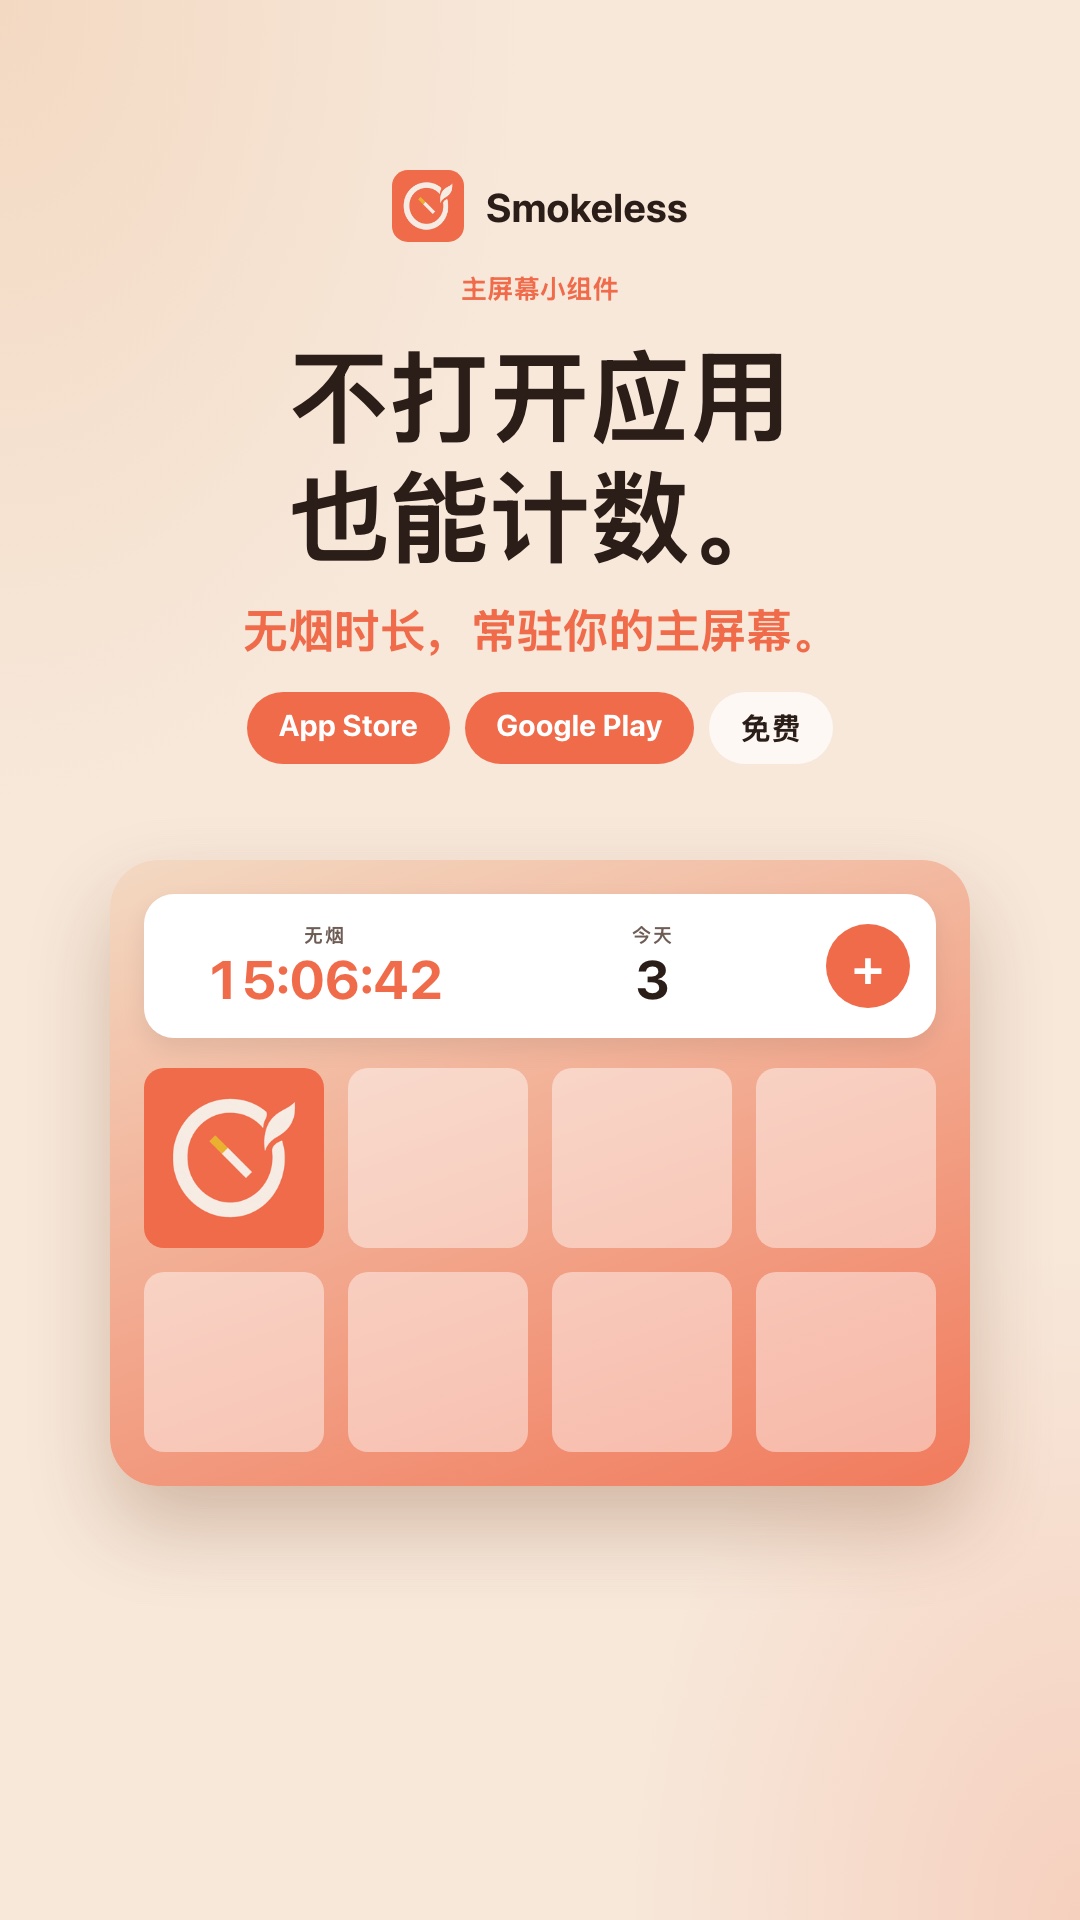 Smokeless
主屏幕小组件
不打开应用
也能计数。
无烟时长，常驻你的主屏幕。
App Store
Google Play
免费
无烟
今天
15:06:42
3
+